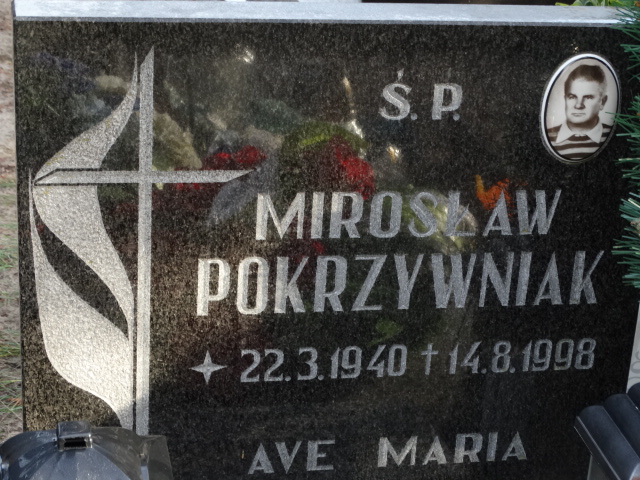 Ś.P.
MIROSŁAW
POKRZYWNIAK
22.3.1940 † 14.8.1998
AVE MARIA